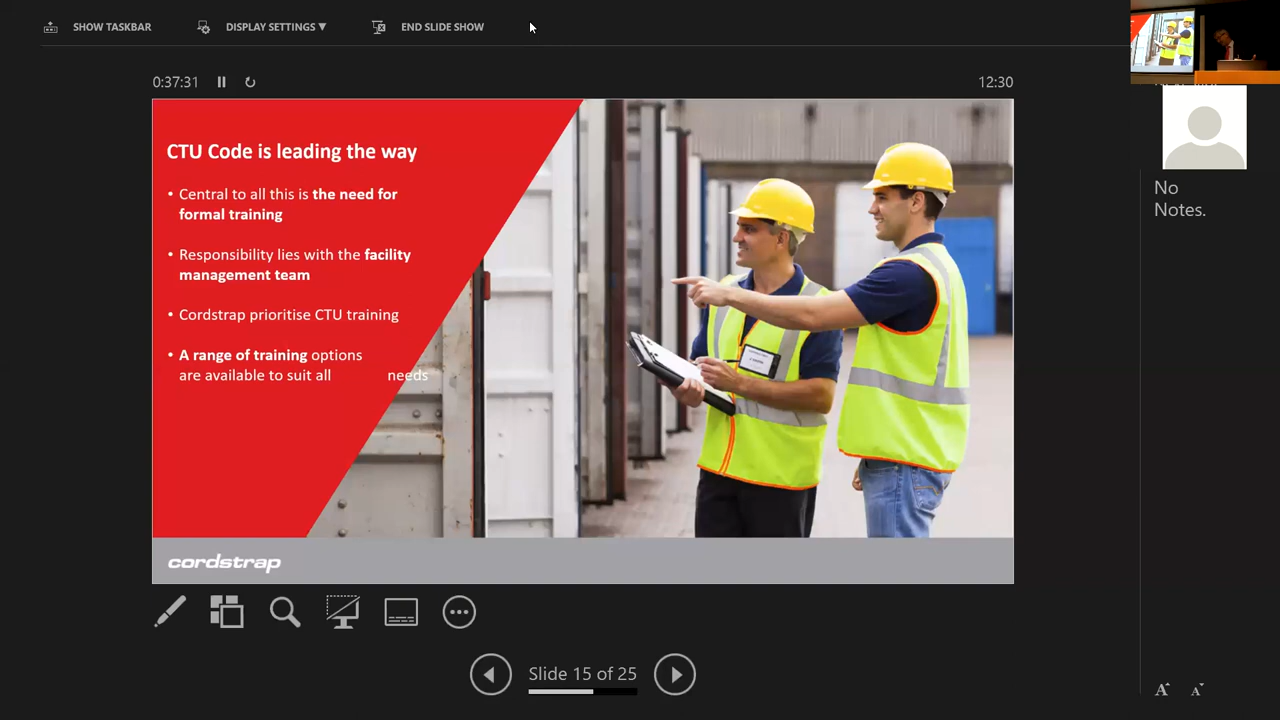 SHOW TASKBAR
DISPLAY SETTINGS ▼
END SLIDE SHOW
0:37:31
12:30
CTU Code is leading the way
• Central to all this is the need for
formal training
• Responsibility lies with the facility
management team
• Cordstrap prioritise CTU training
• A range of training options
are available to suit all needs
cordstrap
No
Notes.
Slide 15 of 25
A A